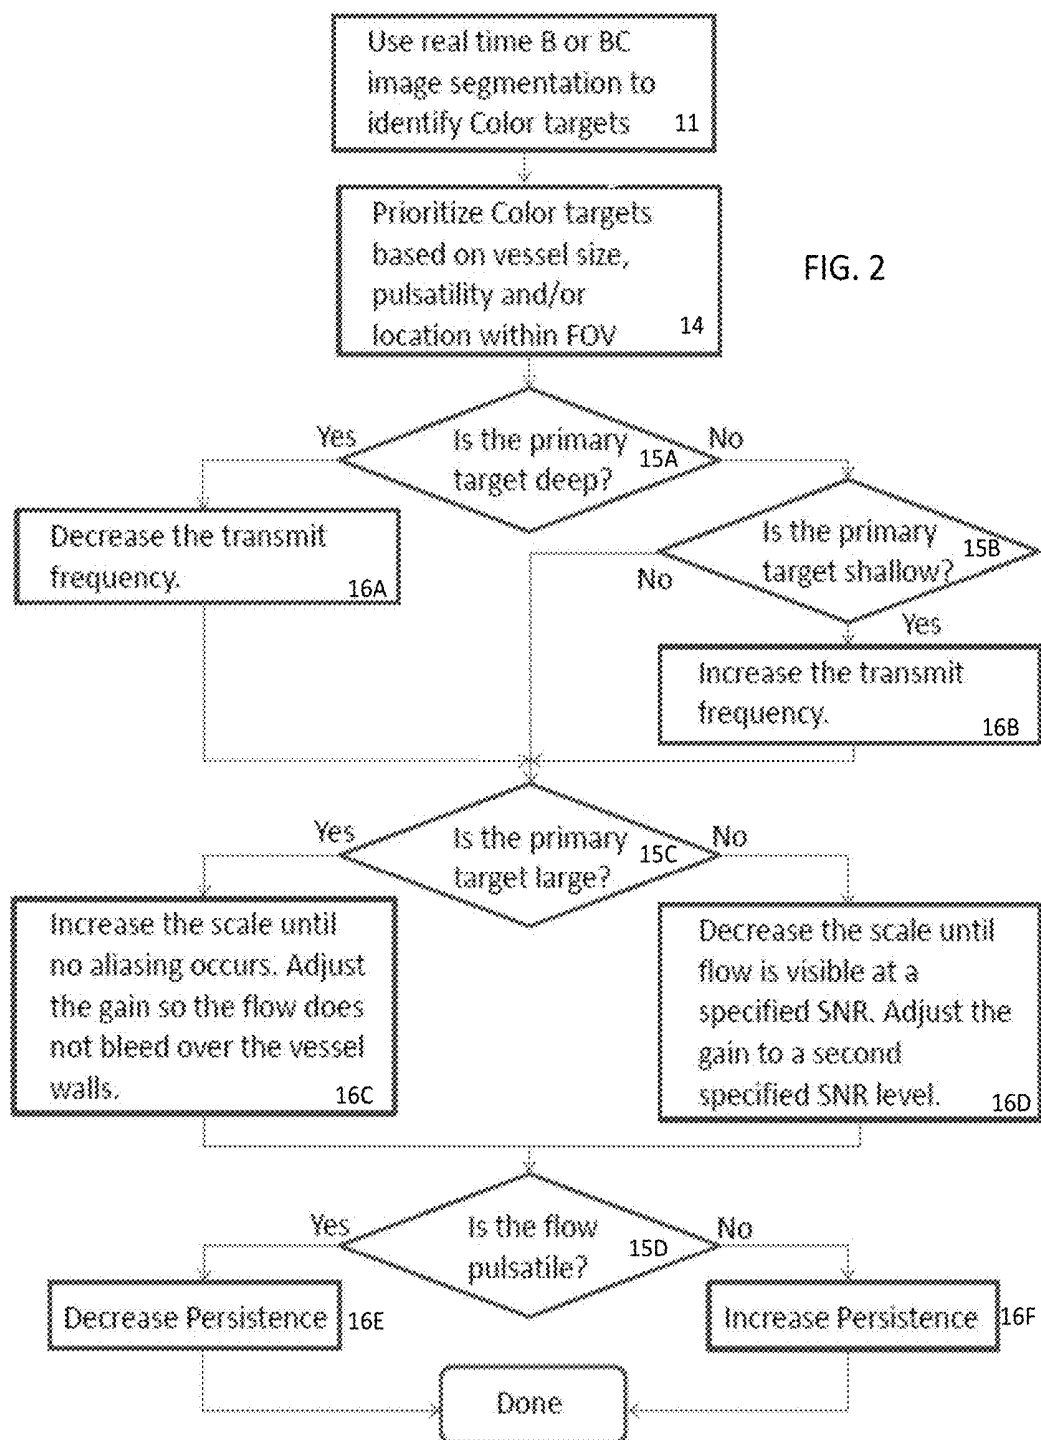 Use real time B or BC
image segmentation to
identify Color targets 11
Prioritize Color targets
based on vessel size,
pulsatility and/or
location within FOV 14
FIG. 2
Yes
Is the primary
target deep?
15A
No
Decrease the transmit
frequency.
16A
Is the primary
target shallow?
15B
No
Yes
Increase the transmit
frequency.
16B
Yes
Is the primary
target large?
15C
No
Increase the scale until
no aliasing occurs. Adjust
the gain so the flow does
not bleed over the vessel
walls. 16C
Decrease the scale until
flow is visible at a
specified SNR. Adjust the
gain to a second
specified SNR level. 16D
Yes
Is the flow
pulsatile?
15D
No
Decrease Persistence 16E
Increase Persistence 16F
Done